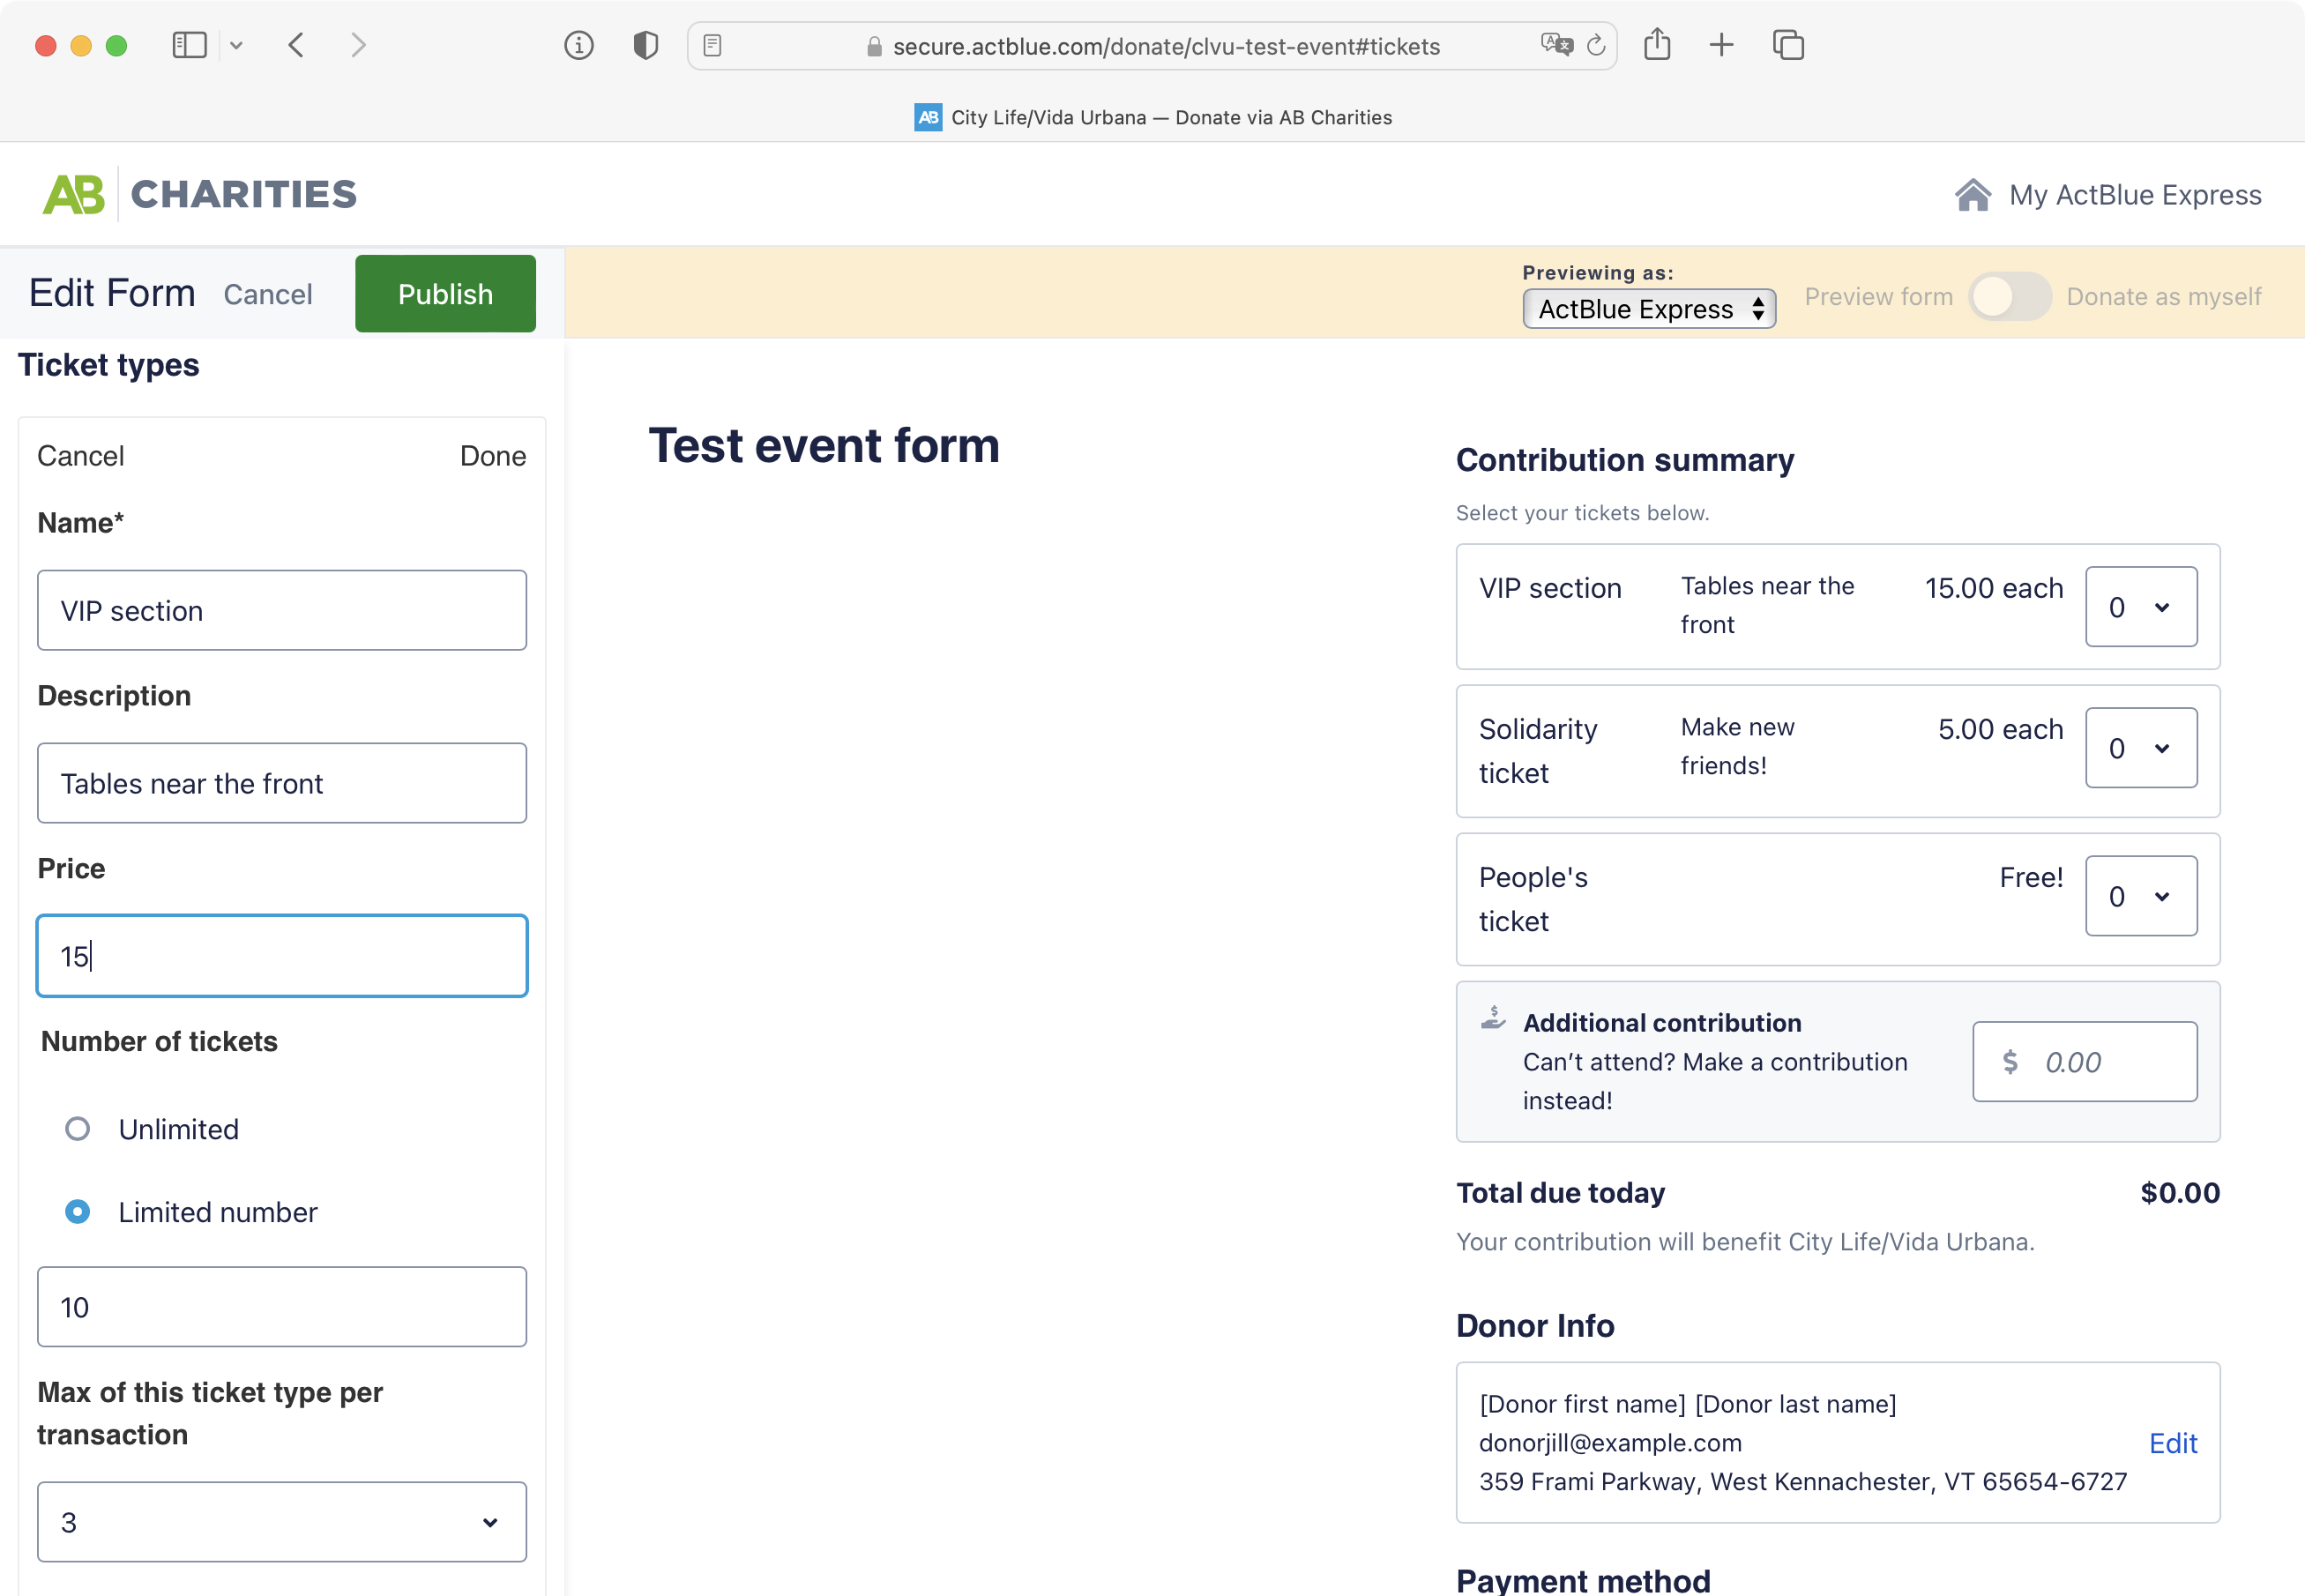 secure.actblue.com/donate/clvu-test-event#tickets
AB City Life/Vida Urbana — Donate via AB Charities
AB CHARITIES
My ActBlue Express
Edit Form
Cancel
Publish
Previewing as:
ActBlue Express
Preview form
Donate as myself
Ticket types
Cancel
Done
Name*
VIP section
Description
Tables near the front
Price
15
Number of tickets
Unlimited
Limited number
10
Max of this ticket type per
transaction
3
Test event form
Contribution summary
Select your tickets below.
VIP section
Tables near the
front
15.00 each
0
Solidarity
ticket
Make new
friends!
5.00 each
0
People's
ticket
Free!
0
Additional contribution
Can’t attend? Make a contribution
instead!
$ 0.00
Total due today
$0.00
Your contribution will benefit City Life/Vida Urbana.
Donor Info
[Donor first name] [Donor last name]
donorjill@example.com
359 Frami Parkway, West Kennachester, VT 65654-6727
Edit
Payment method